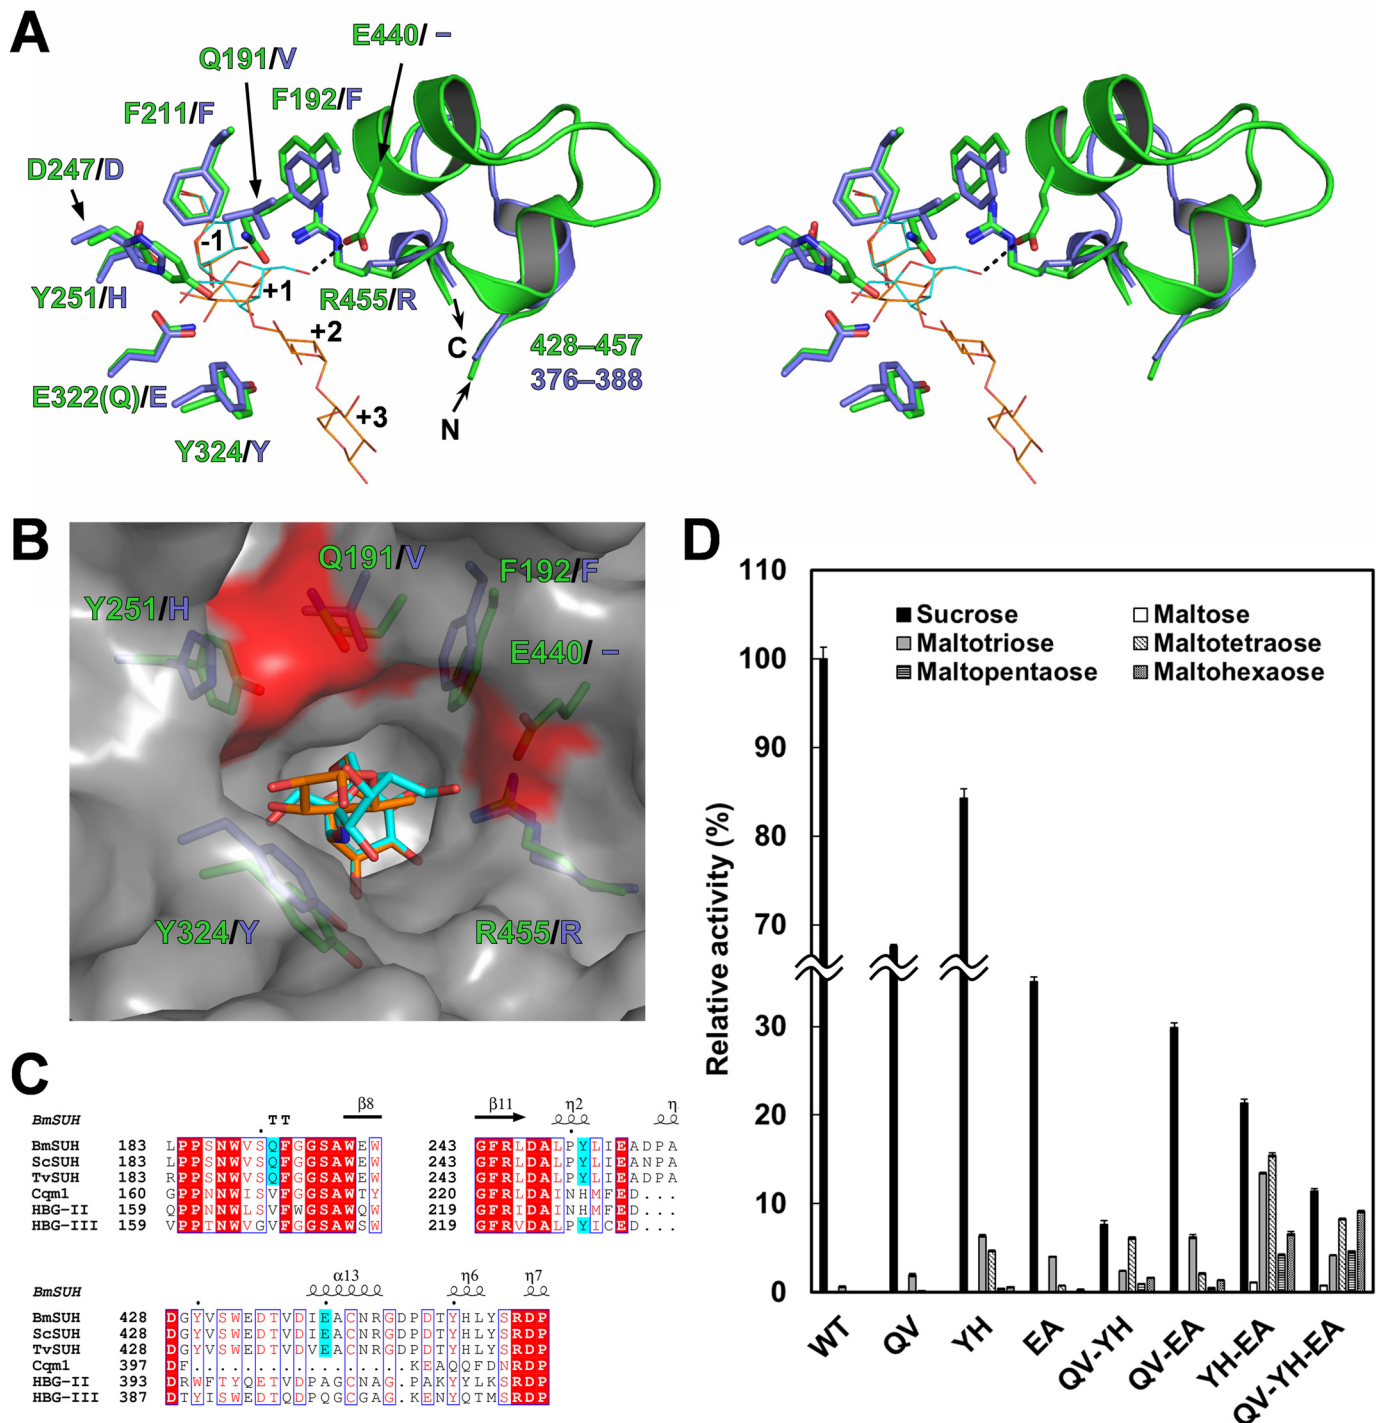 A
E440/ –
Q191/V
F211/F
F192/F
D247/D
-1
Y251/H
+1
R455/R
+2
C
428–457
376–388
E322(Q)/E
+3
N
Y324/Y
B
Q191/V
F192/F
Y251/H
E440/ –
Y324/Y
R455/R
C
BmSUH TT β8 β11 η2 η
BmSUH 183 LPPSNWVSQFGGSAWEW 243 GFRLDALPYLIEADPA
ScSUH 183 LPPSNWVSQFGGSAWEW 243 GFRLDALPYLIEANPA
TvSUH 183 RPPSNWVSQFGGSAWEW 243 GFRLDALPYLIEADPA
Cqm1 160 GPPNNWISVFGGSAWTY 220 GFRIDAINHMFED...
HBG-II 159 QPPNNWLSVFWGSAWQY 219 GFRIDAINHMFED...
HBG-III 159 VPPTNWVGVFGGSAWSW 219 GFRVDALPYICED...
BmSUH α13 η6 η7
BmSUH 428 DGYVSWEDTVDIEACNRGDPDTYHLYSRDP
ScSUH 428 DGYVSWEDTVDIEACNRGDPDTYHLYSRDP
TvSUH 428 DGYVSWEDTVDVEACNRGDPDTYHLYSRDP
Cqm1 397 DF.................KEAQQFDNRDP
HBG-II 393 DRWFTYQETVDPAGCNAG.PAKYYLKSRDP
HBG-III 387 DTYISWEDTQDPQGCGAG.KENYQTMSRDP
D
110
100
90
80
70
30
20
10
0
Relative activity (%)
Sucrose
Maltose
Maltotriose
Maltotetraose
Maltopentaose
Maltohexaose
WT
QV
YH
EA
QV-YH
QV-EA
YH-EA
QV-YH-EA